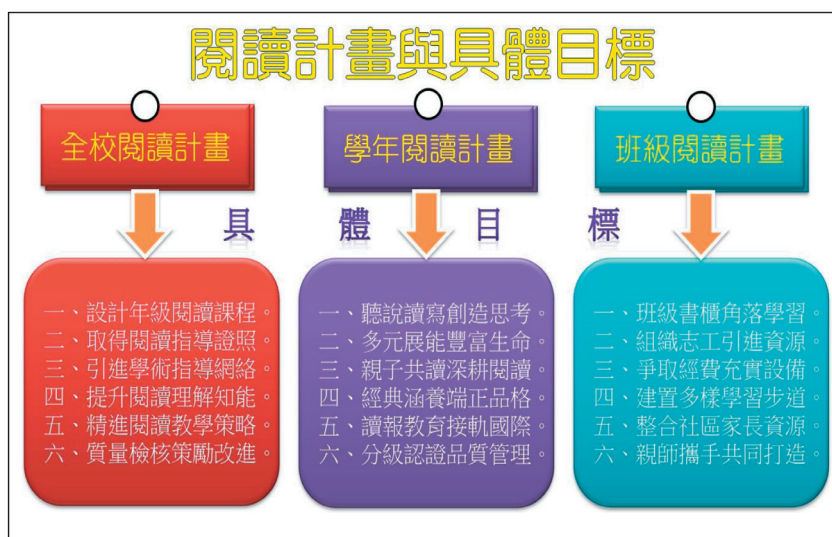 閱讀計畫與具體目標
全校閱讀計畫
學年閱讀計畫
班級閱讀計畫
具體目標
一、設計年級閱讀課程。
二、取得閱讀指導證照。
三、引進學術指導網絡。
四、提升閱讀理解知能。
五、精進閱讀教學策略。
六、質量檢核策勵改進。
一、聽說讀寫創造思考。
二、多元展能豐富生命。
三、親子共讀深耕閱讀。
四、經典涵養端正品格。
五、讀報教育接軌國際。
六、分級認證品質管理。
一、班級書櫃角落學習。
二、組織志工引進資源。
三、爭取經費充實設備。
四、建置多樣學習步道。
五、整合社區家長資源。
六、親師攜手共同打造。